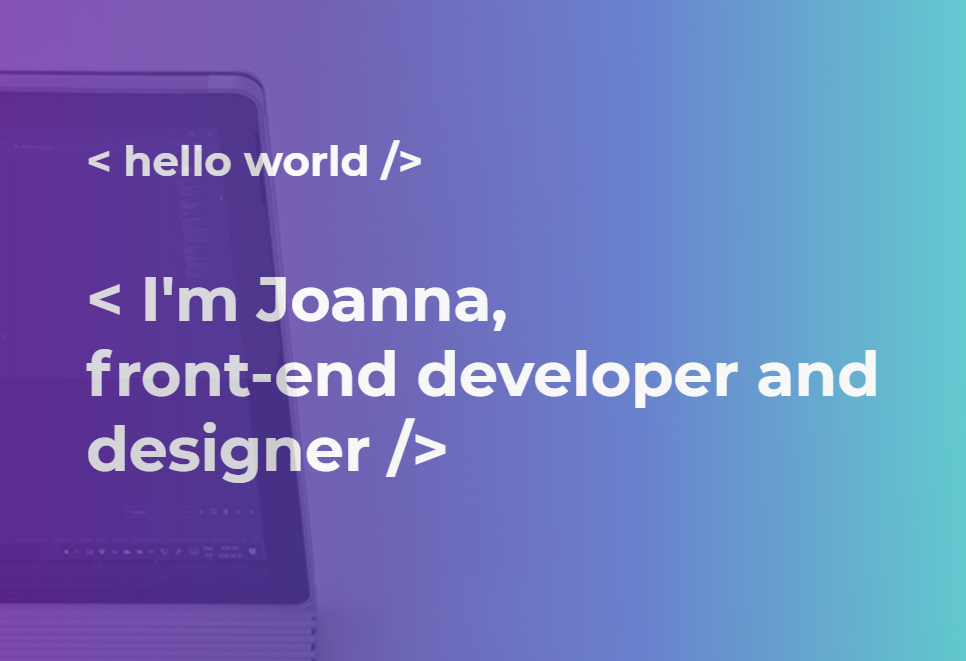 < hello world />
< I'm Joanna,
front-end developer and
designer />